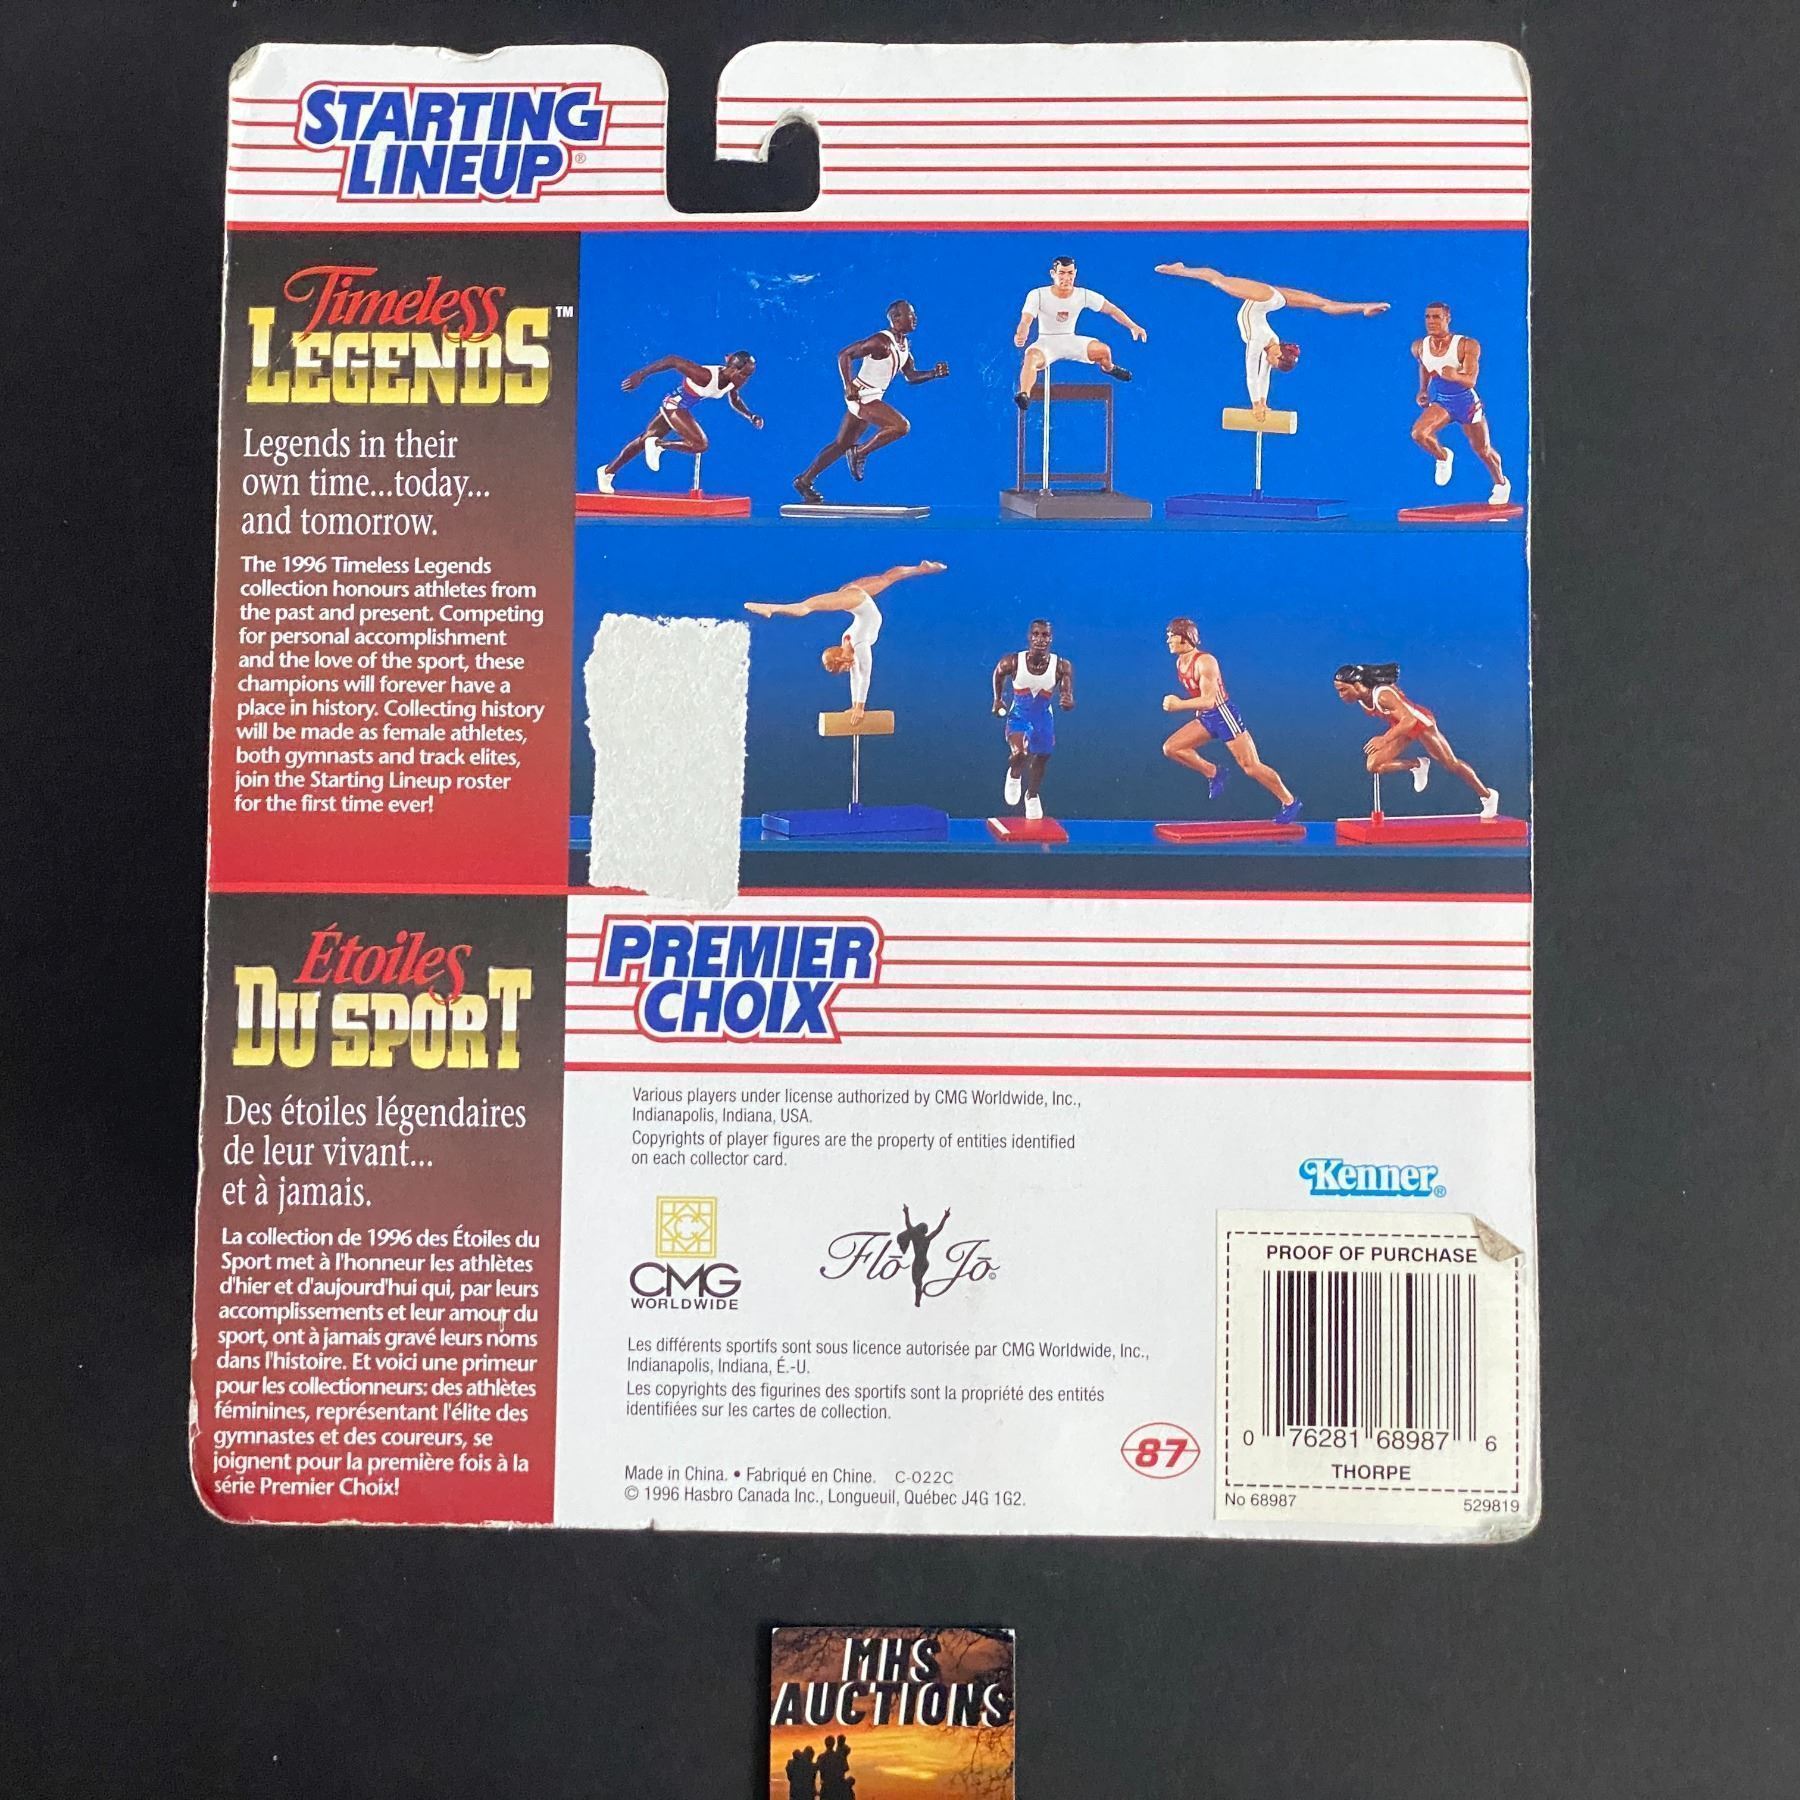 STARTING
LINEUP®
Timeless
LEGENDS™
Legends in their
own time...today...
and tomorrow.
The 1996 Timeless Legends
collection honours athletes from
the past and present. Competing
for personal accomplishment
and the love of the sport, these
champions will forever have a
place in history. Collecting history
will be made as female athletes,
both gymnasts and track elites,
join the Starting Lineup roster
for the first time ever!
Étoiles
DU SPORT
Des étoiles légendaires
de leur vivant...
et à jamais.
La collection de 1996 des Étoiles du
Sport met à l'honneur les athlètes
d'hier et d'aujourd'hui qui, par leurs
accomplissements et leur amour du
sport, ont à jamais gravé leurs noms
dans l'histoire. Et voici une primeur
pour les collectionneurs: des athlètes
féminines, représentant l'élite des
gymnastes et des coureurs, se
joignent pour la première fois à la
série Premier Choix!
PREMIER
CHOIX
Various players under license authorized by CMG Worldwide, Inc.,
Indianapolis, Indiana, USA.
Copyrights of player figures are the property of entities identified
on each collector card.
CMG
WORLDWIDE
Flō Jō©
Les différents sportifs sont sous licence autorisée par CMG Worldwide, Inc.,
Indianapolis, Indiana, É.-U.
Les copyrights des figurines des sportifs sont la propriété des entités
identifiées sur les cartes de collection.
87
Made in China. • Fabriqué en Chine. C-022C
© 1996 Hasbro Canada Inc., Longueuil, Québec J4G 1G2.
Kenner®
PROOF OF PURCHASE
0 76281 68987 6
THORPE
No 68987 529819
MHS
AUCTIONS